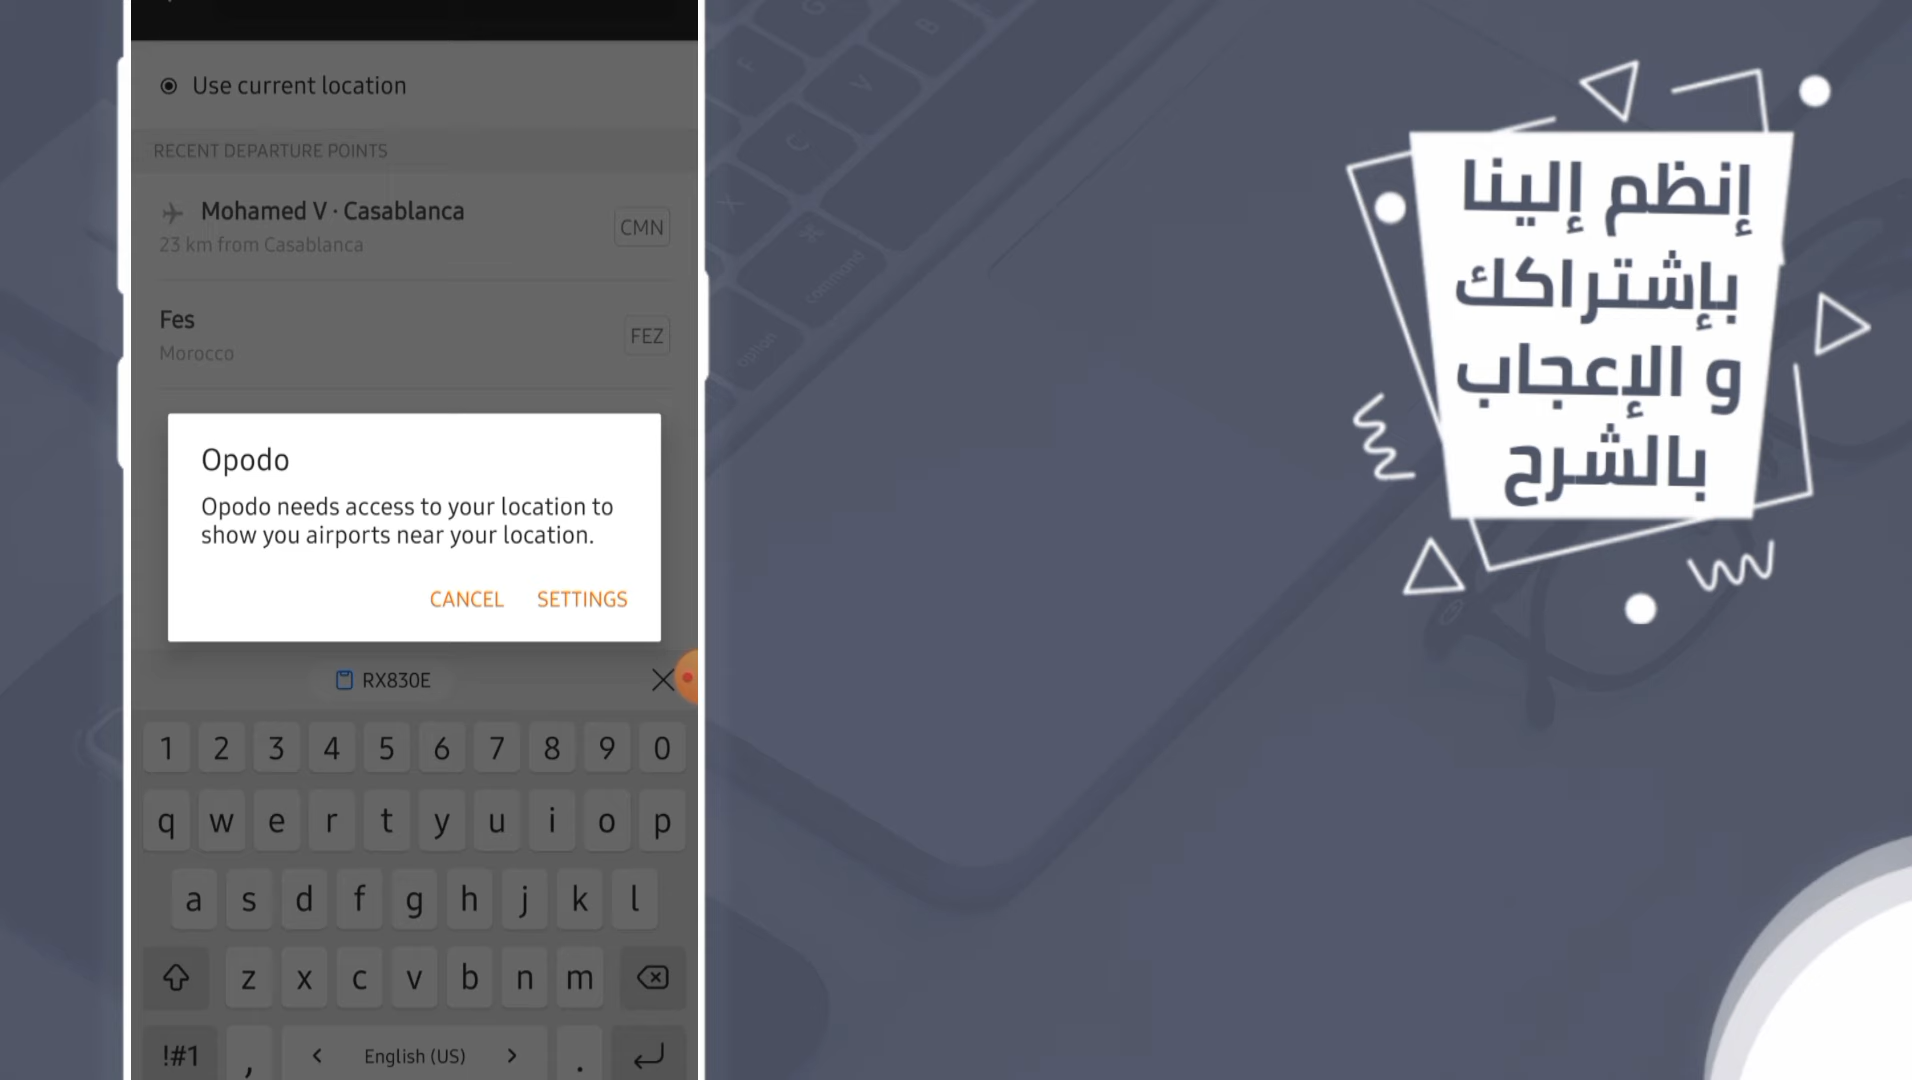 Use current location
RECENT DEPARTURE POINTS
Mohamed V · Casablanca
CMN
23 km from Casablanca
Fes
FEZ
Morocco
Opodo
Opodo needs access to your location to
show you airports near your location.
CANCEL SETTINGS
RX830E
1 2 3 4 5 6 7 8 9 0
q w e r t y u i o p
a s d f g h j k l
z x c v b n m
!#1 , < English (US) > .
إنظم إلينا
بإشتراكك
و الإعجاب
بالشرح
F
G
B
V
C
X
⌘
command
option